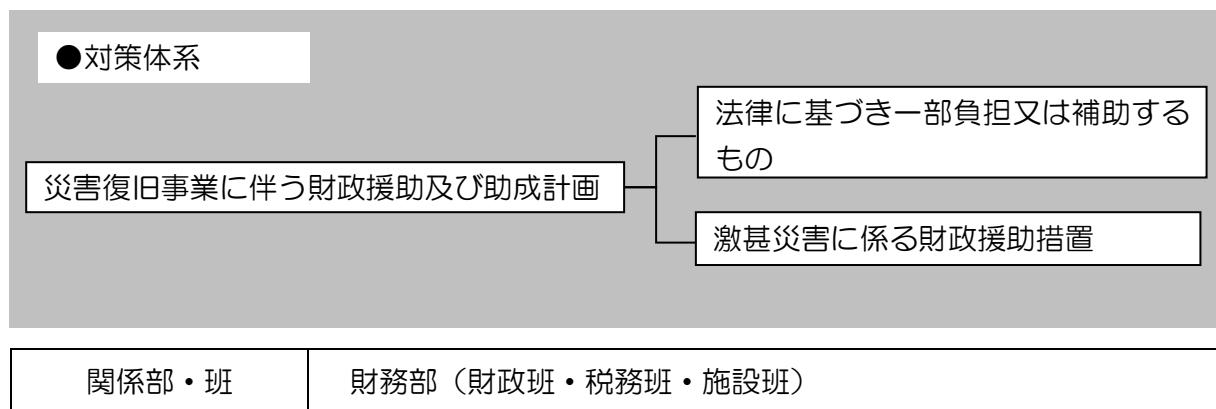 ●対策体系
法律に基づき一部負担又は補助する
もの
災害復旧事業に伴う財政援助及び助成計画
激甚災害に係る財政援助措置
関係部・班 財務部（財政班・税務班・施設班）